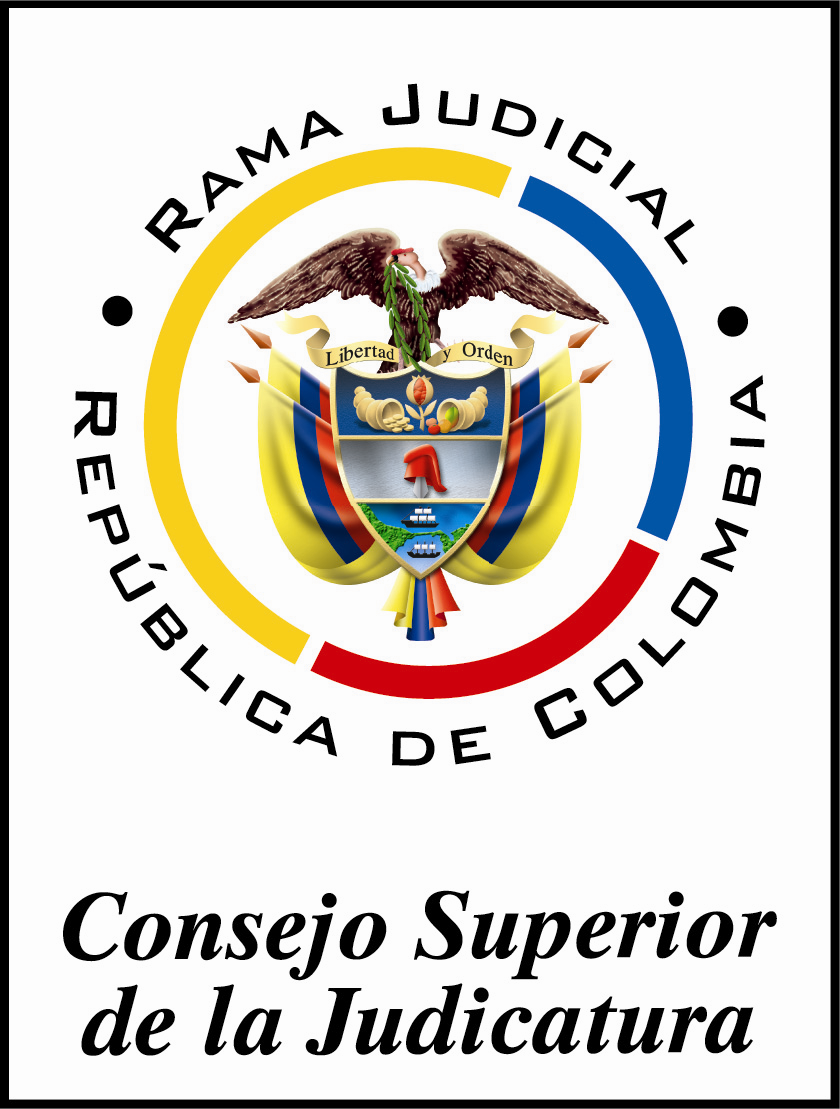 RAMA JUDICIAL
Libertad y Orden
REPÚBLICA DE COLOMBIA
Consejo Superior
de la Judicatura